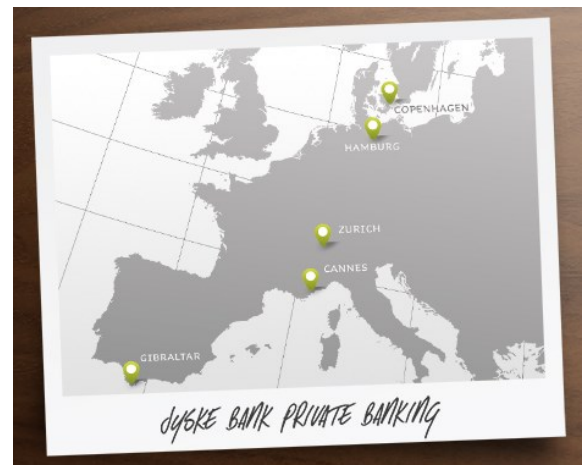 COPENHAGEN
HAMBURG
ZURICH
CANNES
GIBRALTAR
JYSKE BANK PRIVATE BANKING